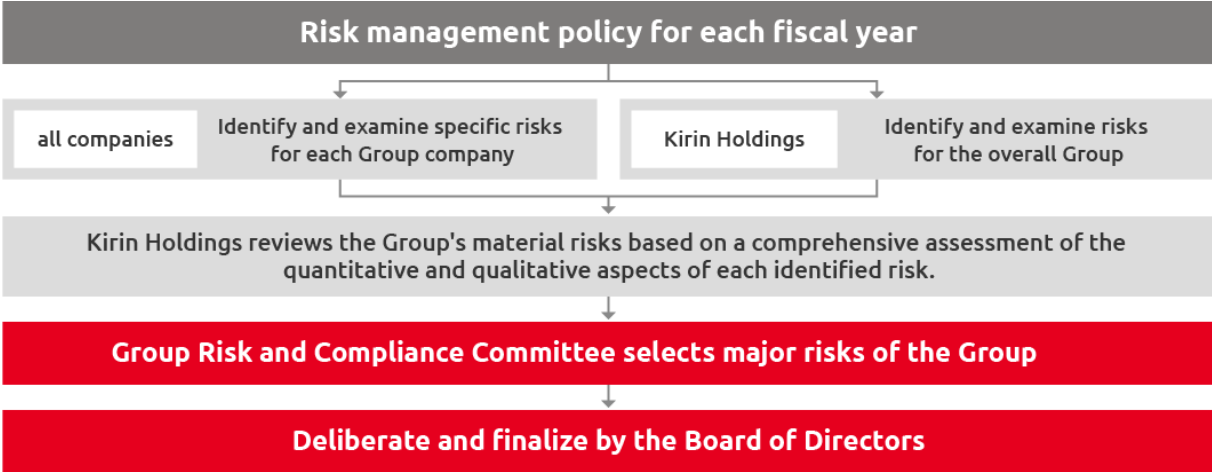 Risk management policy for each fiscal year
all companies
Identify and examine specific risks
for each Group company
Kirin Holdings
Identify and examine risks
for the overall Group
Kirin Holdings reviews the Group's material risks based on a comprehensive assessment of the
quantitative and qualitative aspects of each identified risk.
Group Risk and Compliance Committee selects major risks of the Group
Deliberate and finalize by the Board of Directors